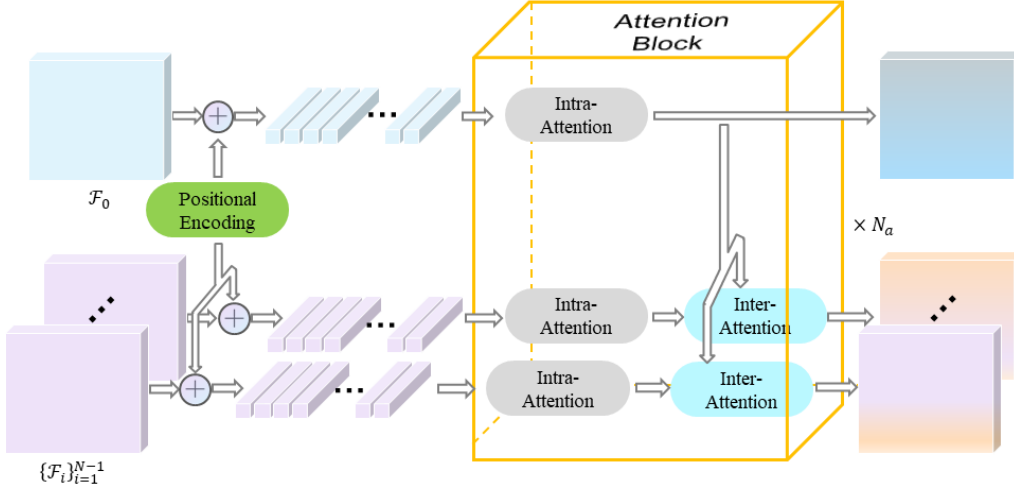 Attention
Block
Intra-
Attention
ℱ₀
Positional
Encoding
× Nₐ
Intra-
Attention
Inter-
Attention
Intra-
Attention
Inter-
Attention
{ℱᵢ}ᵢ₌₁ᴺ⁻¹